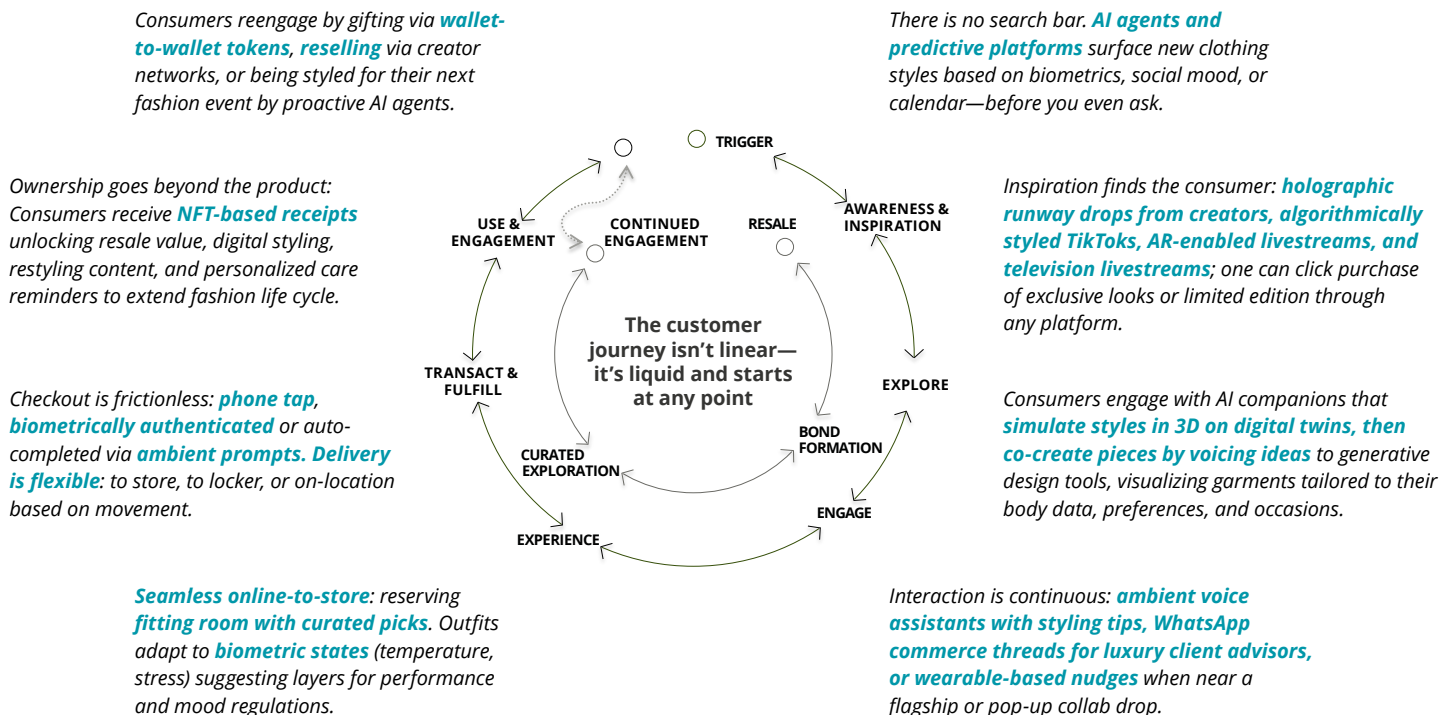 Consumers reengage by gifting via wallet-
to-wallet tokens, reselling via creator
networks, or being styled for their next
fashion event by proactive AI agents.
There is no search bar. AI agents and
predictive platforms surface new clothing
styles based on biometrics, social mood, or
calendar—before you even ask.
TRIGGER
Ownership goes beyond the product:
Consumers receive NFT-based receipts
unlocking resale value, digital styling,
restyling content, and personalized care
reminders to extend fashion life cycle.
USE &
ENGAGEMENT
CONTINUED
ENGAGEMENT
RESALE
AWARENESS &
INSPIRATION
Inspiration finds the consumer: holographic
runway drops from creators, algorithmically
styled TikToks, AR-enabled livestreams, and
television livestreams; one can click purchase
of exclusive looks or limited edition through
any platform.
The customer
journey isn't linear—
it's liquid and starts
at any point
TRANSACT &
FULFILL
EXPLORE
Checkout is frictionless: phone tap,
biometrically authenticated or auto-
completed via ambient prompts. Delivery
is flexible: to store, to locker, or on-location
based on movement.
CURATED
EXPLORATION
BOND
FORMATION
Consumers engage with AI companions that
simulate styles in 3D on digital twins, then
co-create pieces by voicing ideas to generative
design tools, visualizing garments tailored to their
body data, preferences, and occasions.
EXPERIENCE
ENGAGE
Seamless online-to-store: reserving
fitting room with curated picks. Outfits
adapt to biometric states (temperature,
stress) suggesting layers for performance
and mood regulations.
Interaction is continuous: ambient voice
assistants with styling tips, WhatsApp
commerce threads for luxury client advisors,
or wearable-based nudges when near a
flagship or pop-up collab drop.